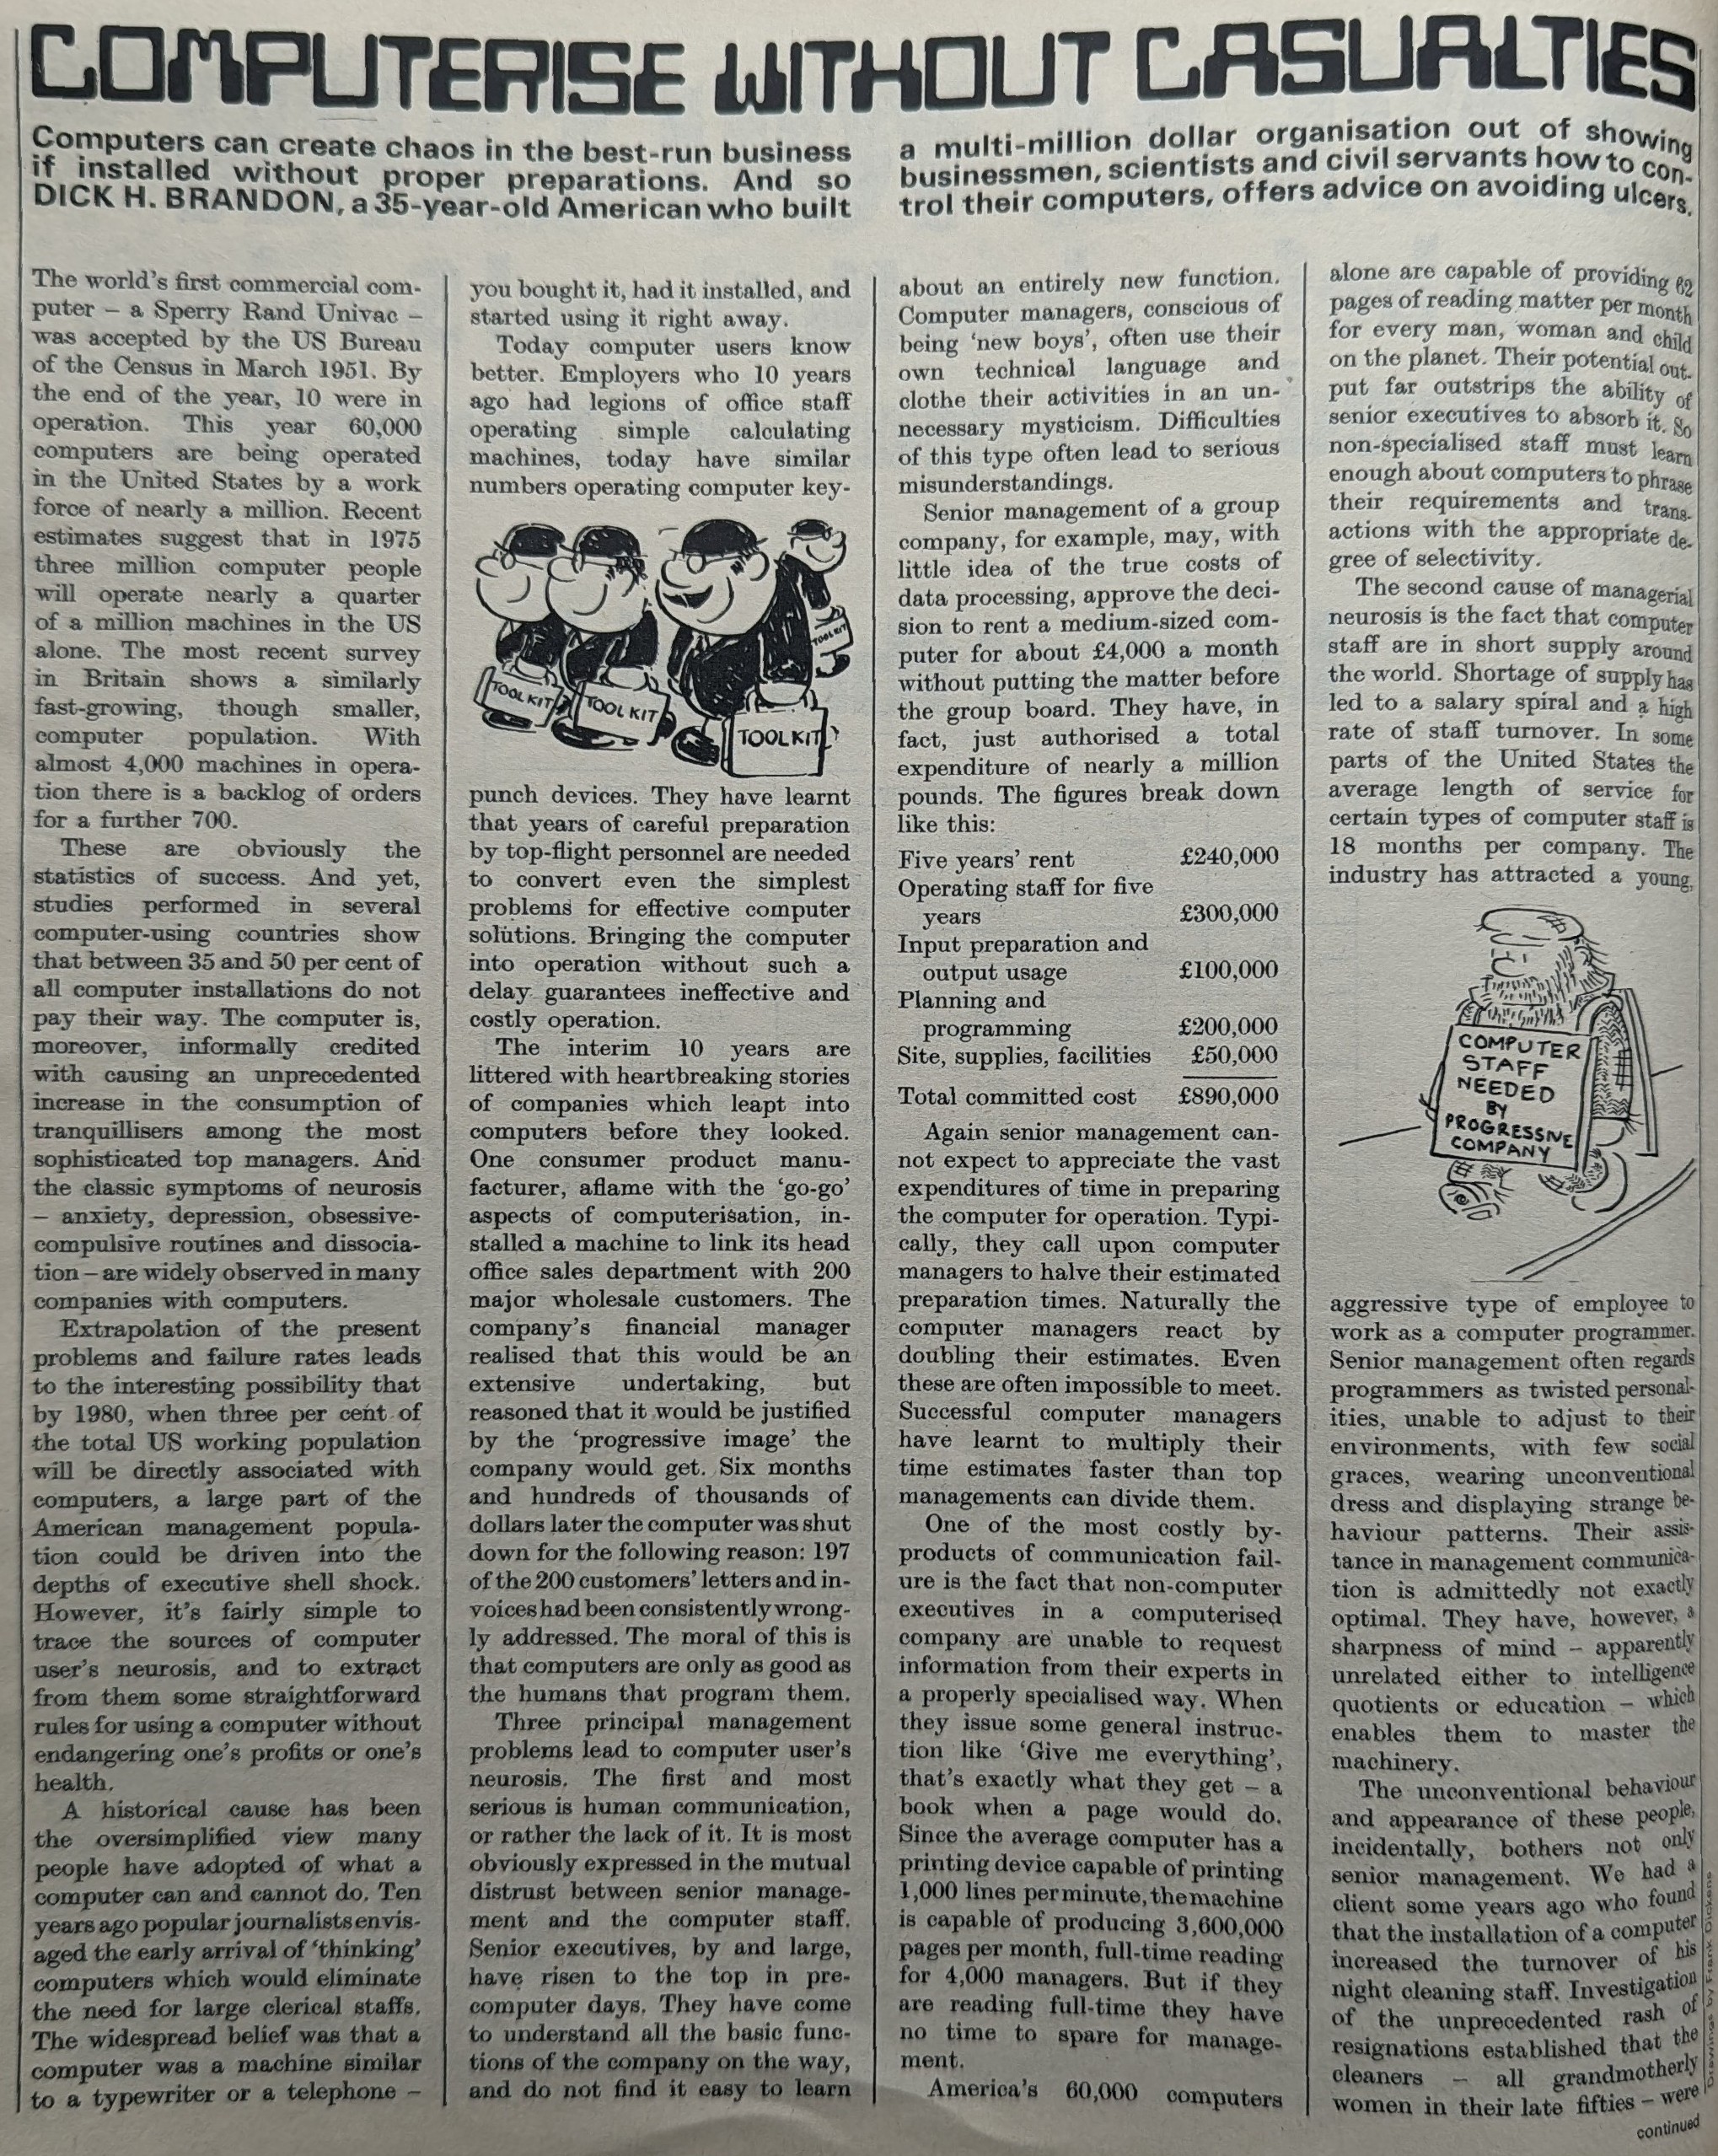 COMPUTERISE WITHOUT CASUALTIES
Computers can create chaos in the best-run business
if installed without proper preparations. And so
DICK H. BRANDON, a 35-year-old American who built
a multi-million dollar organisation out of showing
businessmen, scientists and civil servants how to con-
trol their computers, offers advice on avoiding ulcers.
The world's first commercial com-
puter – a Sperry Rand Univac –
was accepted by the US Bureau
of the Census in March 1951. By
the end of the year, 10 were in
operation. This year 60,000
computers are being operated
in the United States by a work
force of nearly a million. Recent
estimates suggest that in 1975
three million computer people
will operate nearly a quarter
of a million machines in the US
alone. The most recent survey
in Britain shows a similarly
fast-growing, though smaller,
computer population. With
almost 4,000 machines in opera-
tion there is a backlog of orders
for a further 700.
These are obviously the
statistics of success. And yet,
studies performed in several
computer-using countries show
that between 35 and 50 per cent of
all computer installations do not
pay their way. The computer is,
moreover, informally credited
with causing an unprecedented
increase in the consumption of
tranquillisers among the most
sophisticated top managers. And
the classic symptoms of neurosis
– anxiety, depression, obsessive-
compulsive routines and dissocia-
tion – are widely observed in many
companies with computers.
Extrapolation of the present
problems and failure rates leads
to the interesting possibility that
by 1980, when three per cent of
the total US working population
will be directly associated with
computers, a large part of the
American management popula-
tion could be driven into the
depths of executive shell shock.
However, it's fairly simple to
trace the sources of computer
user's neurosis, and to extract
from them some straightforward
rules for using a computer without
endangering one's profits or one's
health.
A historical cause has been
the oversimplified view many
people have adopted of what a
computer can and cannot do. Ten
years ago popular journalists envis-
aged the early arrival of 'thinking'
computers which would eliminate
the need for large clerical staffs.
The widespread belief was that a
computer was a machine similar
to a typewriter or a telephone –
you bought it, had it installed, and
started using it right away.
Today computer users know
better. Employers who 10 years
ago had legions of office staff
operating simple calculating
machines, today have similar
numbers operating computer key-
TOOL KIT
TOOL KIT
TOOL KIT
TOOL KIT
punch devices. They have learnt
that years of careful preparation
by top-flight personnel are needed
to convert even the simplest
problems for effective computer
solutions. Bringing the computer
into operation without such a
delay guarantees ineffective and
costly operation.
The interim 10 years are
littered with heartbreaking stories
of companies which leapt into
computers before they looked.
One consumer product manu-
facturer, aflame with the 'go-go'
aspects of computerisation, in-
stalled a machine to link its head
office sales department with 200
major wholesale customers. The
company's financial manager
realised that this would be an
extensive undertaking, but
reasoned that it would be justified
by the 'progressive image' the
company would get. Six months
and hundreds of thousands of
dollars later the computer was shut
down for the following reason: 197
of the 200 customers' letters and in-
voices had been consistently wrong-
ly addressed. The moral of this is
that computers are only as good as
the humans that program them.
Three principal management
problems lead to computer user's
neurosis. The first and most
serious is human communication,
or rather the lack of it. It is most
obviously expressed in the mutual
distrust between senior manage-
ment and the computer staff.
Senior executives, by and large,
have risen to the top in pre-
computer days. They have come
to understand all the basic func-
tions of the company on the way,
and do not find it easy to learn
about an entirely new function.
Computer managers, conscious of
being 'new boys', often use their
own technical language and
clothe their activities in an un-
necessary mysticism. Difficulties
of this type often lead to serious
misunderstandings.
Senior management of a group
company, for example, may, with
little idea of the true costs of
data processing, approve the deci-
sion to rent a medium-sized com-
puter for about £4,000 a month
without putting the matter before
the group board. They have, in
fact, just authorised a total
expenditure of nearly a million
pounds. The figures break down
like this:
Five years' rent £240,000
Operating staff for five
years £300,000
Input preparation and
output usage £100,000
Planning and
programming £200,000
Site, supplies, facilities £50,000
Total committed cost £890,000
Again senior management can-
not expect to appreciate the vast
expenditures of time in preparing
the computer for operation. Typi-
cally, they call upon computer
managers to halve their estimated
preparation times. Naturally the
computer managers react by
doubling their estimates. Even
these are often impossible to meet.
Successful computer managers
have learnt to multiply their
time estimates faster than top
managements can divide them.
One of the most costly by-
products of communication fail-
ure is the fact that non-computer
executives in a computerised
company are unable to request
information from their experts in
a properly specialised way. When
they issue some general instruc-
tion like 'Give me everything',
that's exactly what they get – a
book when a page would do.
Since the average computer has a
printing device capable of printing
1,000 lines per minute, the machine
is capable of producing 3,600,000
pages per month, full-time reading
for 4,000 managers. But if they
are reading full-time they have
no time to spare for manage-
ment.
America's 60,000 computers
alone are capable of providing 62
pages of reading matter per month
for every man, woman and child
on the planet. Their potential out-
put far outstrips the ability of
senior executives to absorb it. So
non-specialised staff must learn
enough about computers to phrase
their requirements and trans-
actions with the appropriate de-
gree of selectivity.
The second cause of managerial
neurosis is the fact that computer
staff are in short supply around
the world. Shortage of supply has
led to a salary spiral and a high
rate of staff turnover. In some
parts of the United States the
average length of service for
certain types of computer staff is
18 months per company. The
industry has attracted a young,
COMPUTER
STAFF
NEEDED
BY
PROGRESSIVE
COMPANY
aggressive type of employee to
work as a computer programmer.
Senior management often regards
programmers as twisted personal-
ities, unable to adjust to their
environments, with few social
graces, wearing unconventional
dress and displaying strange be-
haviour patterns. Their assis-
tance in management communica-
tion is admittedly not exactly
optimal. They have, however, a
sharpness of mind – apparently
unrelated either to intelligence
quotients or education – which
enables them to master the
machinery.
The unconventional behaviour
and appearance of these people,
incidentally, bothers not only
senior management. We had a
client some years ago who found
that the installation of a computer
increased the turnover of his
night cleaning staff. Investigation
of the unprecedented rash of
resignations established that the
cleaners – all grandmotherly
women in their late fifties – were
continued
Drawings by Frank Dickens